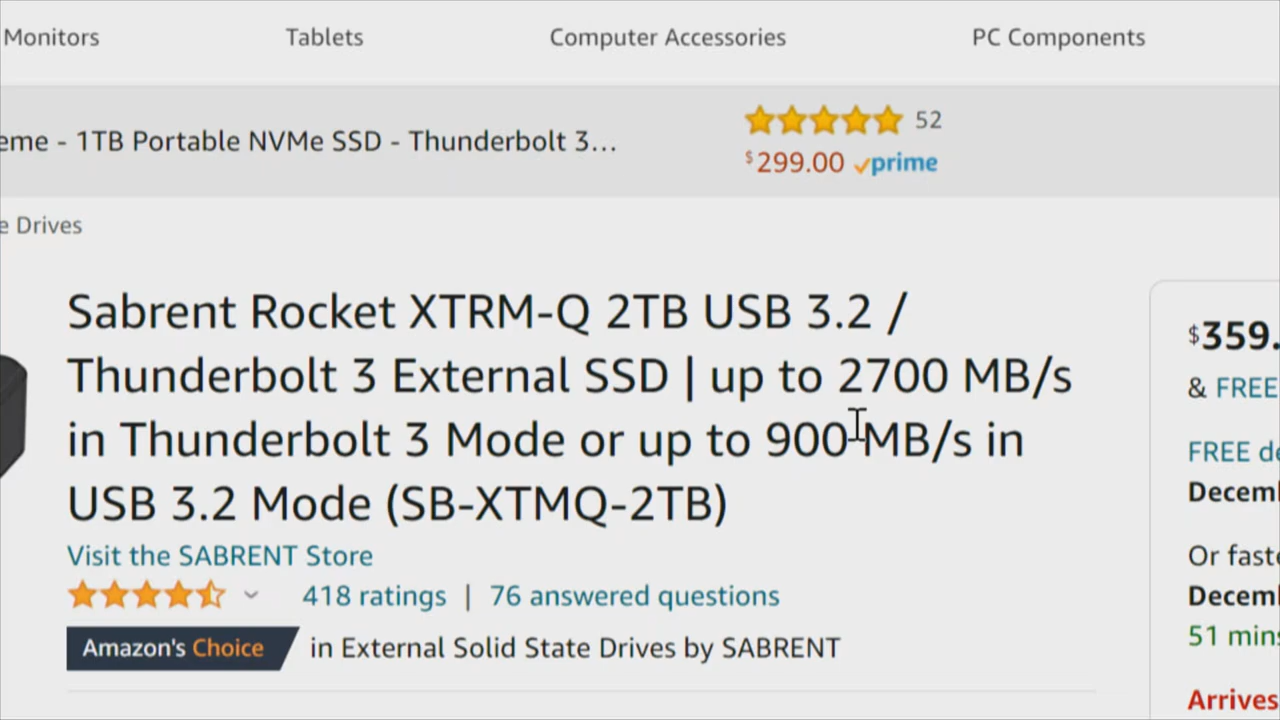 Monitors Tablets Computer Accessories PC Components
eme - 1TB Portable NVMe SSD - Thunderbolt 3...
52
$299.00 prime
e Drives
Sabrent Rocket XTRM-Q 2TB USB 3.2 /
Thunderbolt 3 External SSD | up to 2700 MB/s
in Thunderbolt 3 Mode or up to 900 MB/s in
USB 3.2 Mode (SB-XTMQ-2TB)
Visit the SABRENT Store
418 ratings | 76 answered questions
Amazon's Choice in External Solid State Drives by SABRENT
$359.
& FREE
FREE de
Decem
Or faste
Decem
51 mins
Arrives